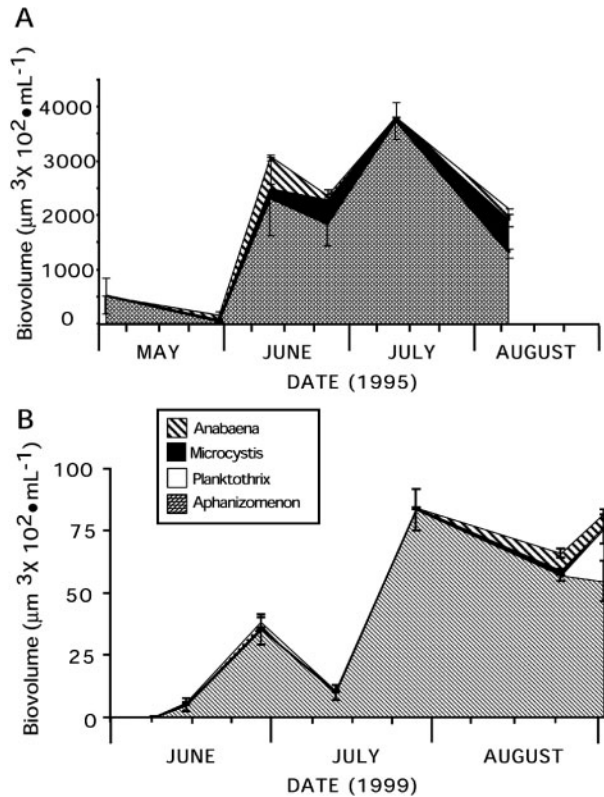 A
Biovolume (μm ³X 10²●mL⁻¹)
4000
3000
2000
1000
0
MAY JUNE JULY AUGUST
DATE (1995)
B
Anabaena
Microcystis
Planktothrix
Aphanizomenon
Biovolume (μm ³X 10²●mL⁻¹)
100
75
50
25
0
JUNE JULY AUGUST
DATE (1999)